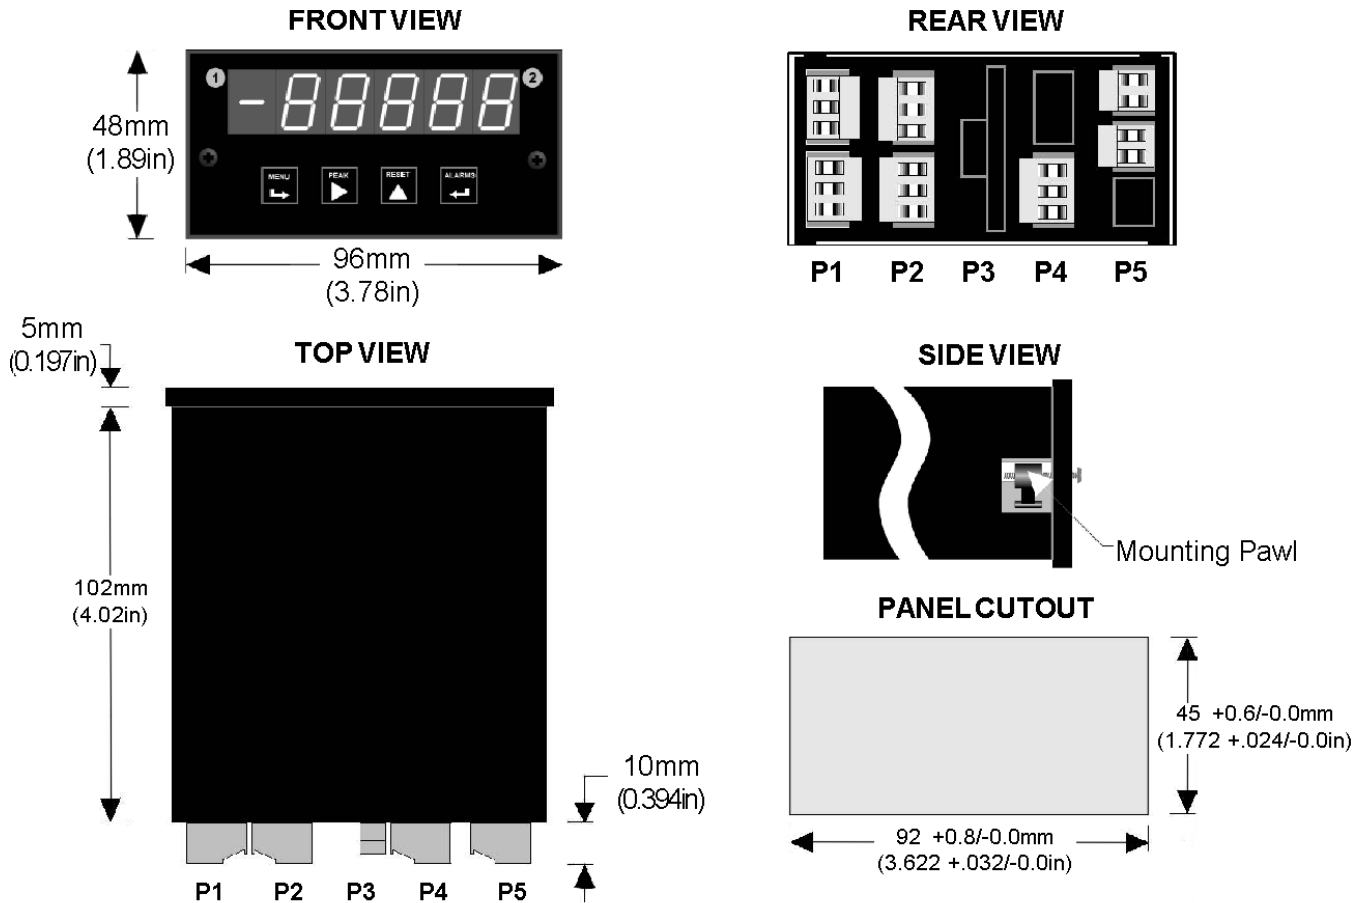 FRONT VIEW
1
2
-88888
MENU
PEAK
RESET
ALARMS
48mm
(1.89in)
96mm
(3.78in)
REAR VIEW
P1
P2
P3
P4
P5
TOP VIEW
5mm
(0.197in)
102mm
(4.02in)
10mm
(0.394in)
P1
P2
P3
P4
P5
SIDE VIEW
Mounting Pawl
PANEL CUTOUT
45 +0.6/-0.0mm
(1.772 +.024/-0.0in)
92 +0.8/-0.0mm
(3.622 +.032/-0.0in)